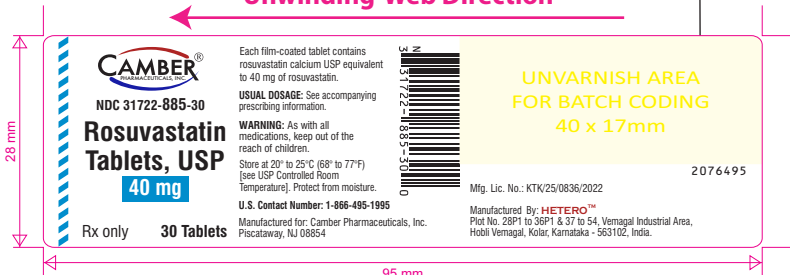 Unwinding Web Direction
28 mm
CAMBER®
PHARMACEUTICALS, INC.
NDC 31722-885-30
Rosuvastatin
Tablets, USP
40 mg
Rx only 30 Tablets
Each film-coated tablet contains
rosuvastatin calcium USP equivalent
to 40 mg of rosuvastatin.
USUAL DOSAGE: See accompanying
prescribing information.
WARNING: As with all
medications, keep out of the
reach of children.
Store at 20° to 25°C (68° to 77°F)
[see USP Controlled Room
Temperature]. Protect from moisture.
U.S. Contact Number: 1-866-495-1995
Manufactured for: Camber Pharmaceuticals, Inc.
Piscataway, NJ 08854
N
3 31722-885-30 0
UNVARNISH AREA
FOR BATCH CODING
40 x 17mm
2076495
Mfg. Lic. No.: KTK/25/0836/2022
Manufactured By: HETERO™
Plot No. 28P1 to 36P1 & 37 to 54, Vemagal Industrial Area,
Hobli Vemagal, Kolar, Karnataka - 563102, India.
95 mm